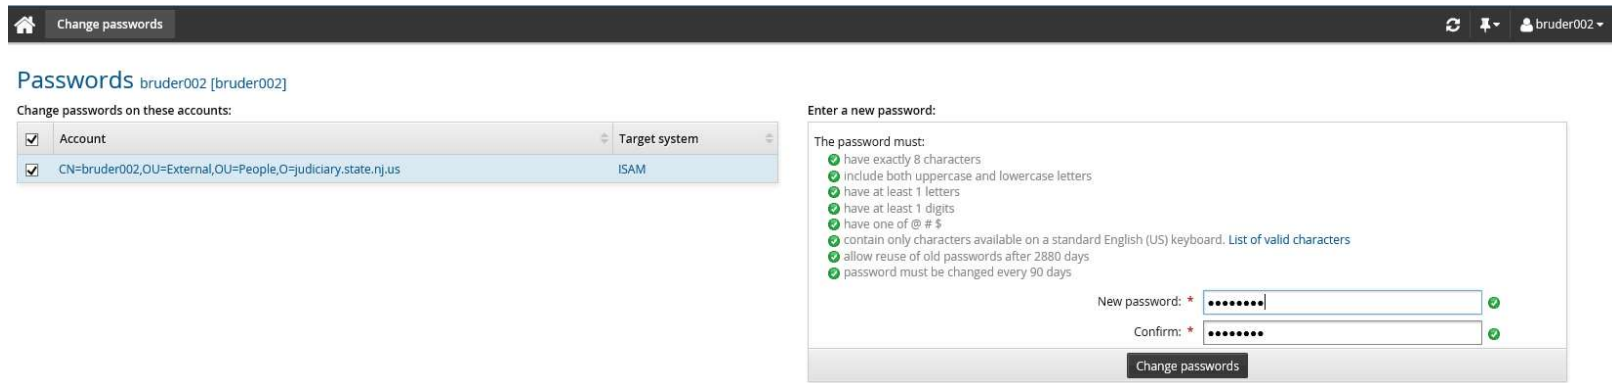 Change passwords
bruder002
Passwords bruder002 [bruder002]
Change passwords on these accounts:
Account Target system
CN=bruder002,OU=External,OU=People,O=judiciary.state.nj.us ISAM
Enter a new password:
The password must:
have exactly 8 characters
include both uppercase and lowercase letters
have at least 1 letters
have at least 1 digits
have one of @ # $
contain only characters available on a standard English (US) keyboard. List of valid characters
allow reuse of old passwords after 2880 days
password must be changed every 90 days
New password: * ••••••••
Confirm: * ••••••••
Change passwords